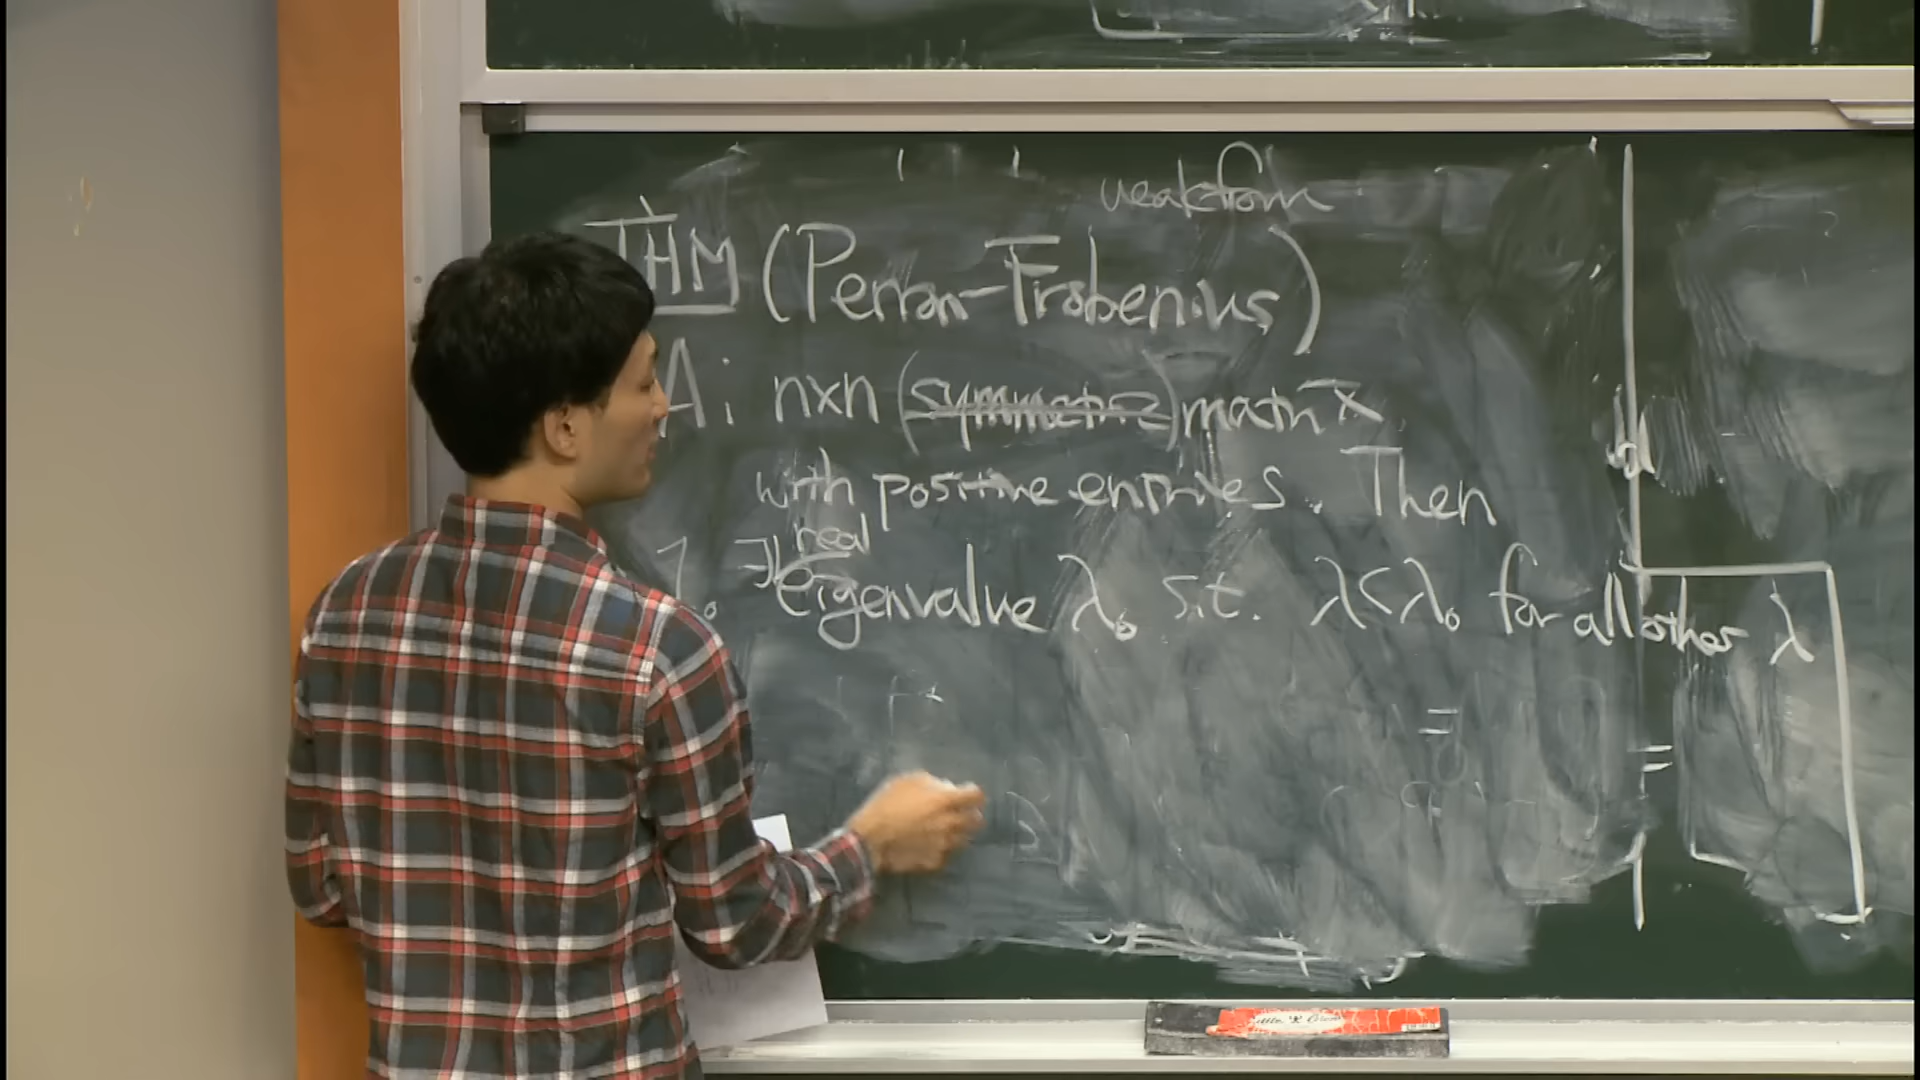 weak form
THM (Perron-Frobenius)
A; nxn (symmetric) matrix
with positive entries. Then
real
1. ∃! eigenvalue λ₀ s.t. λ<λ₀ for all other λ